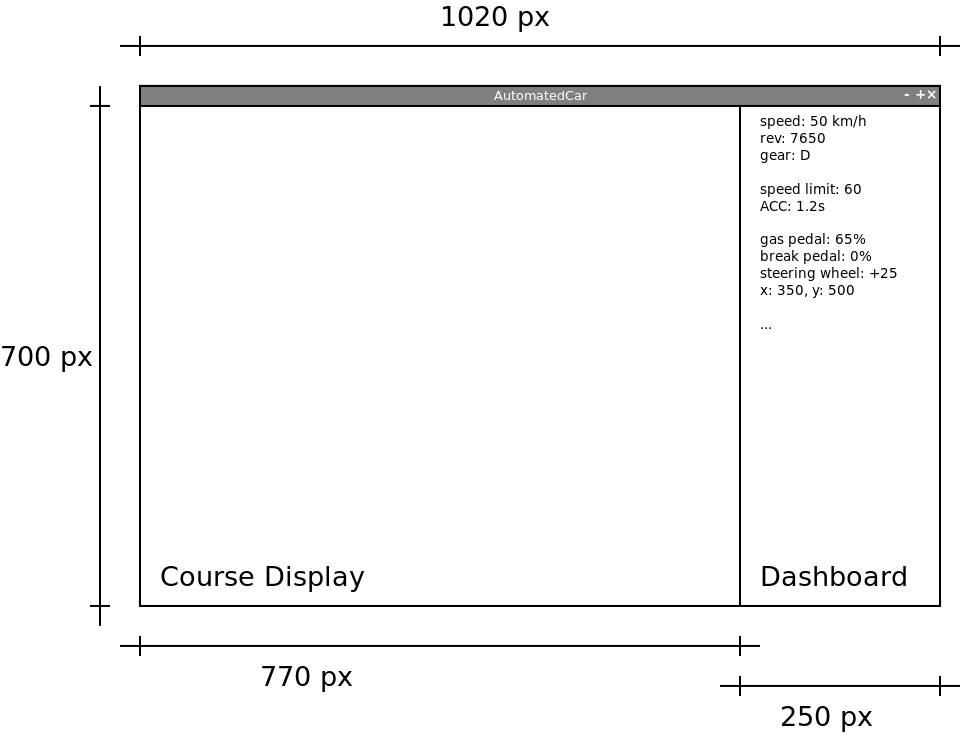 1020 px
AutomatedCar - +×
speed: 50 km/h
rev: 7650
gear: D
speed limit: 60
ACC: 1.2s
gas pedal: 65%
break pedal: 0%
steering wheel: +25
x: 350, y: 500
...
700 px
Course Display
Dashboard
770 px
250 px